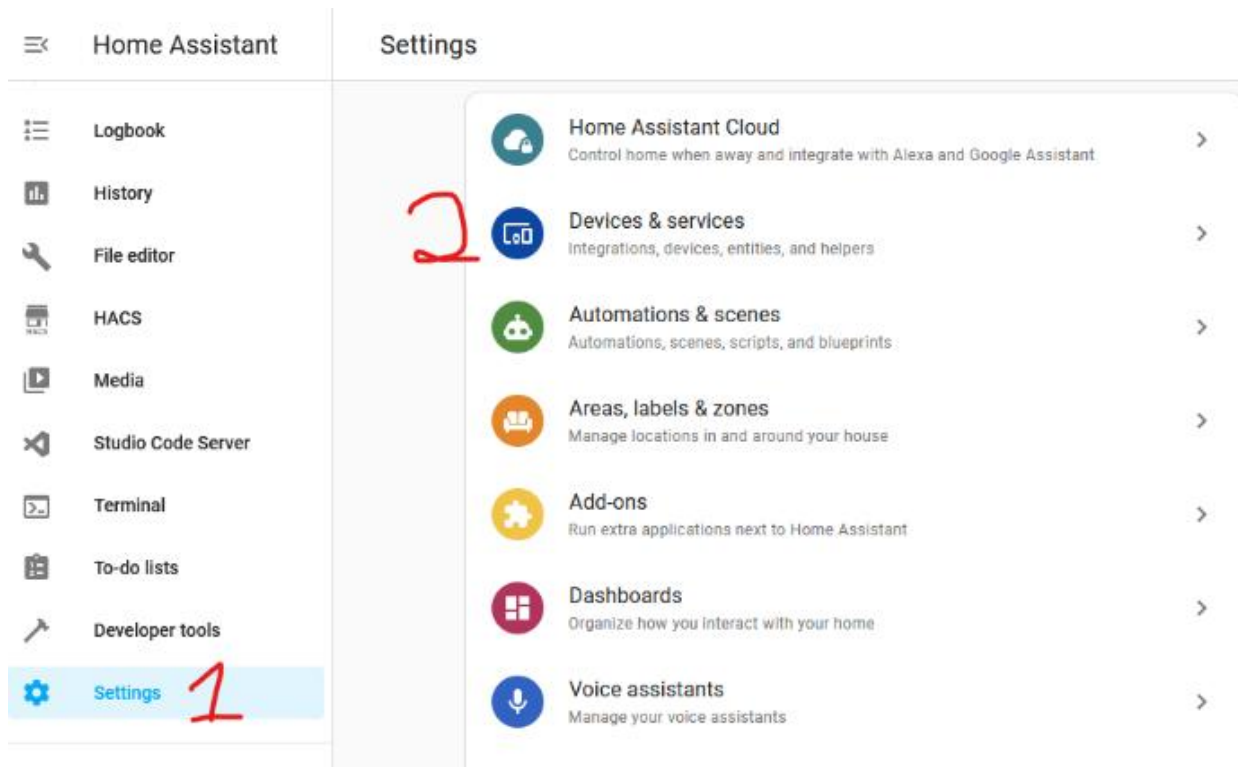 Home Assistant
Settings
Logbook
History
File editor
HACS
HACS
Media
Studio Code Server
Terminal
To-do lists
Developer tools
Settings 1
Home Assistant Cloud
Control home when away and integrate with Alexa and Google Assistant
2
Devices & services
Integrations, devices, entities, and helpers
Automations & scenes
Automations, scenes, scripts, and blueprints
Areas, labels & zones
Manage locations in and around your house
Add-ons
Run extra applications next to Home Assistant
Dashboards
Organize how you interact with your home
Voice assistants
Manage your voice assistants